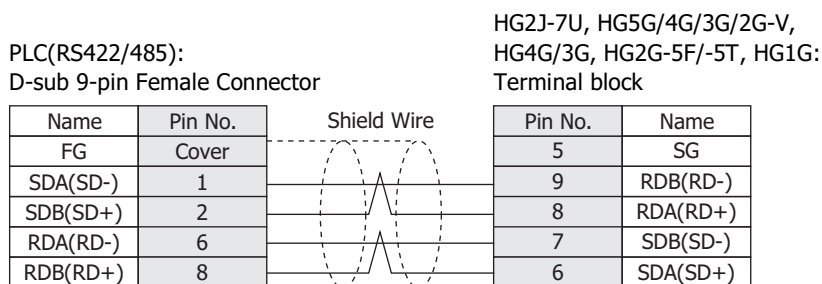 HG2J-7U, HG5G/4G/3G/2G-V,
PLC(RS422/485): HG4G/3G, HG2G-5F/-5T, HG1G:
D-sub 9-pin Female Connector Terminal block
Name Pin No. Shield Wire Pin No. Name
FG Cover 5 SG
SDA(SD-) 1 9 RDB(RD-)
SDB(SD+) 2 8 RDA(RD+)
RDA(RD-) 6 7 SDB(SD-)
RDB(RD+) 8 6 SDA(SD+)